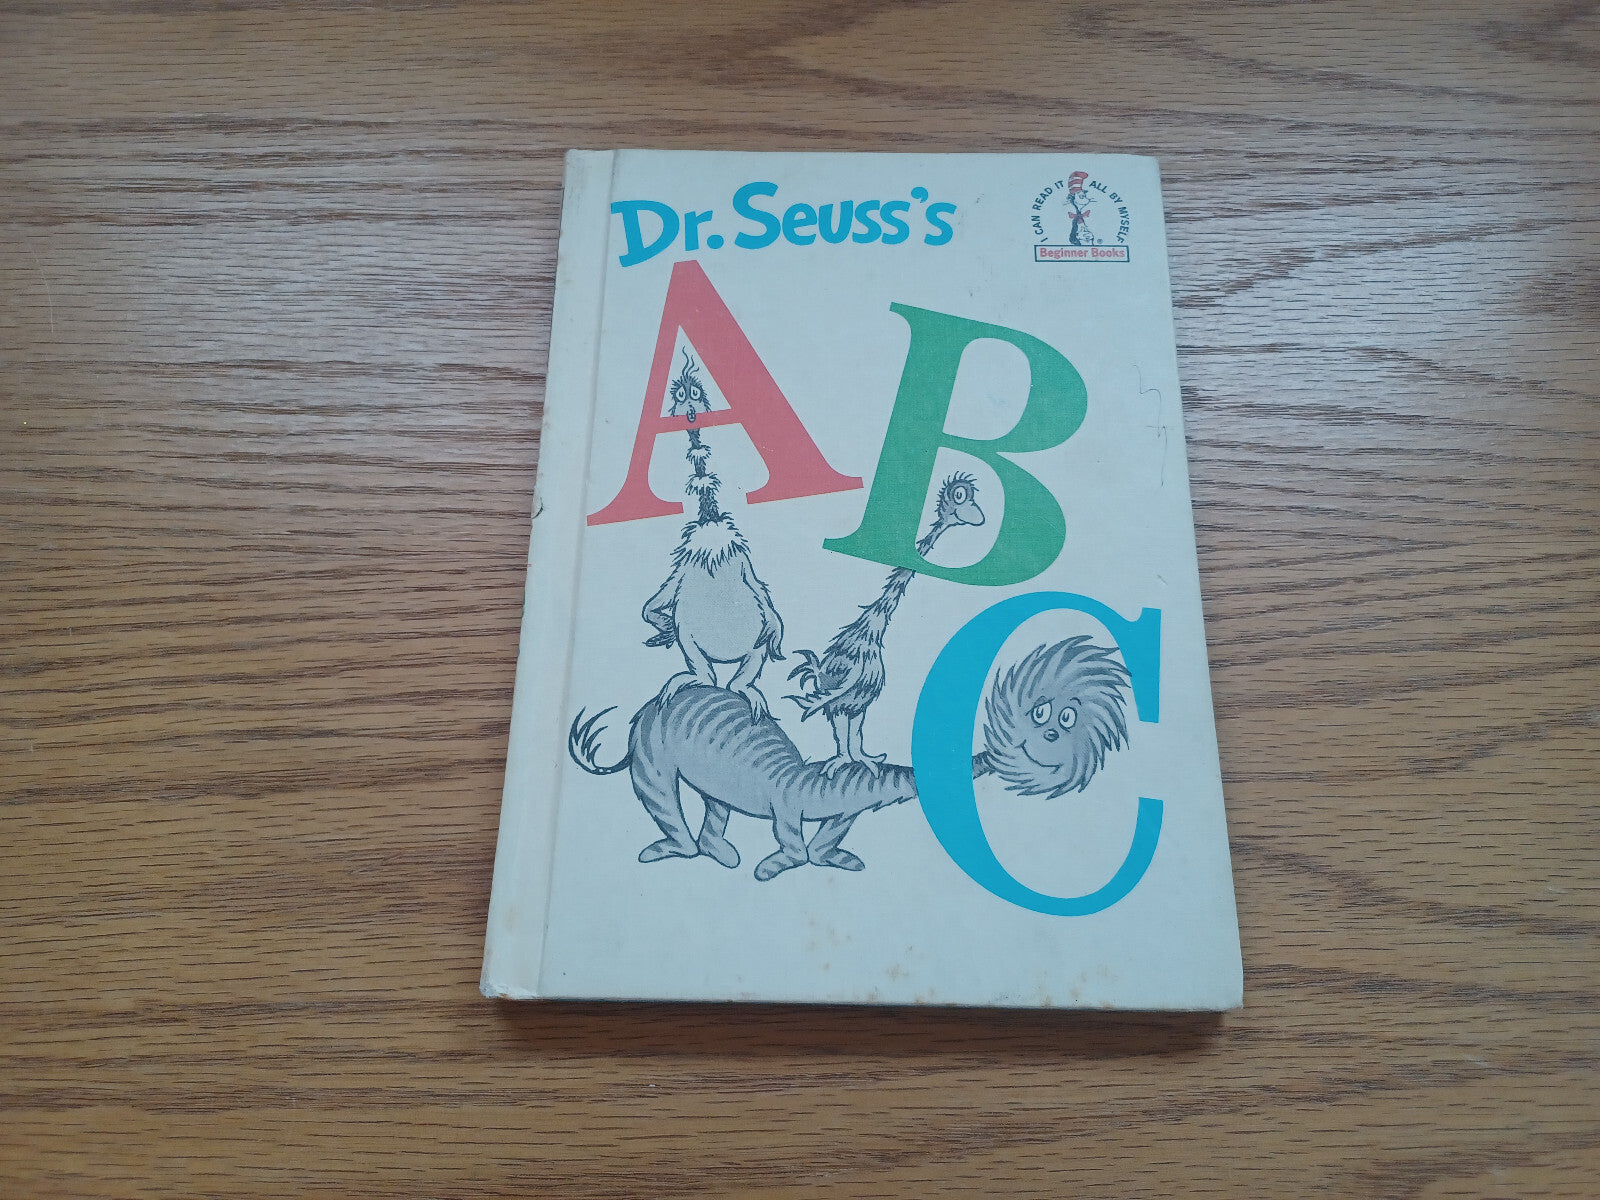 Dr. Seuss's
I CAN READ IT ALL BY MYSELF
Beginner Books
A
B
C